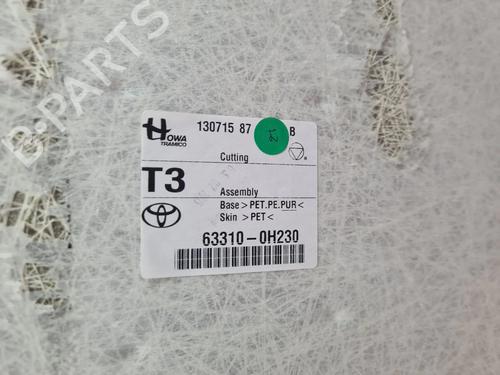 B-PARTS
HOWA
TRAMICO
130715 87 B
Cutting
T3
Assembly
Base > PET.PE.PUR <
Skin > PET <
63310-0H230